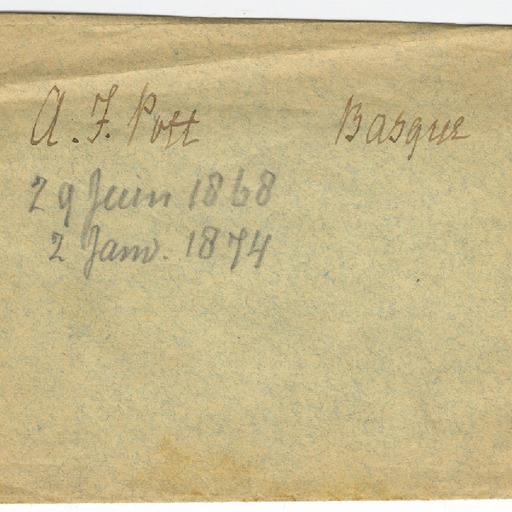 A. F. Pott Basque
29 Juin 1868
2 Janv. 1874